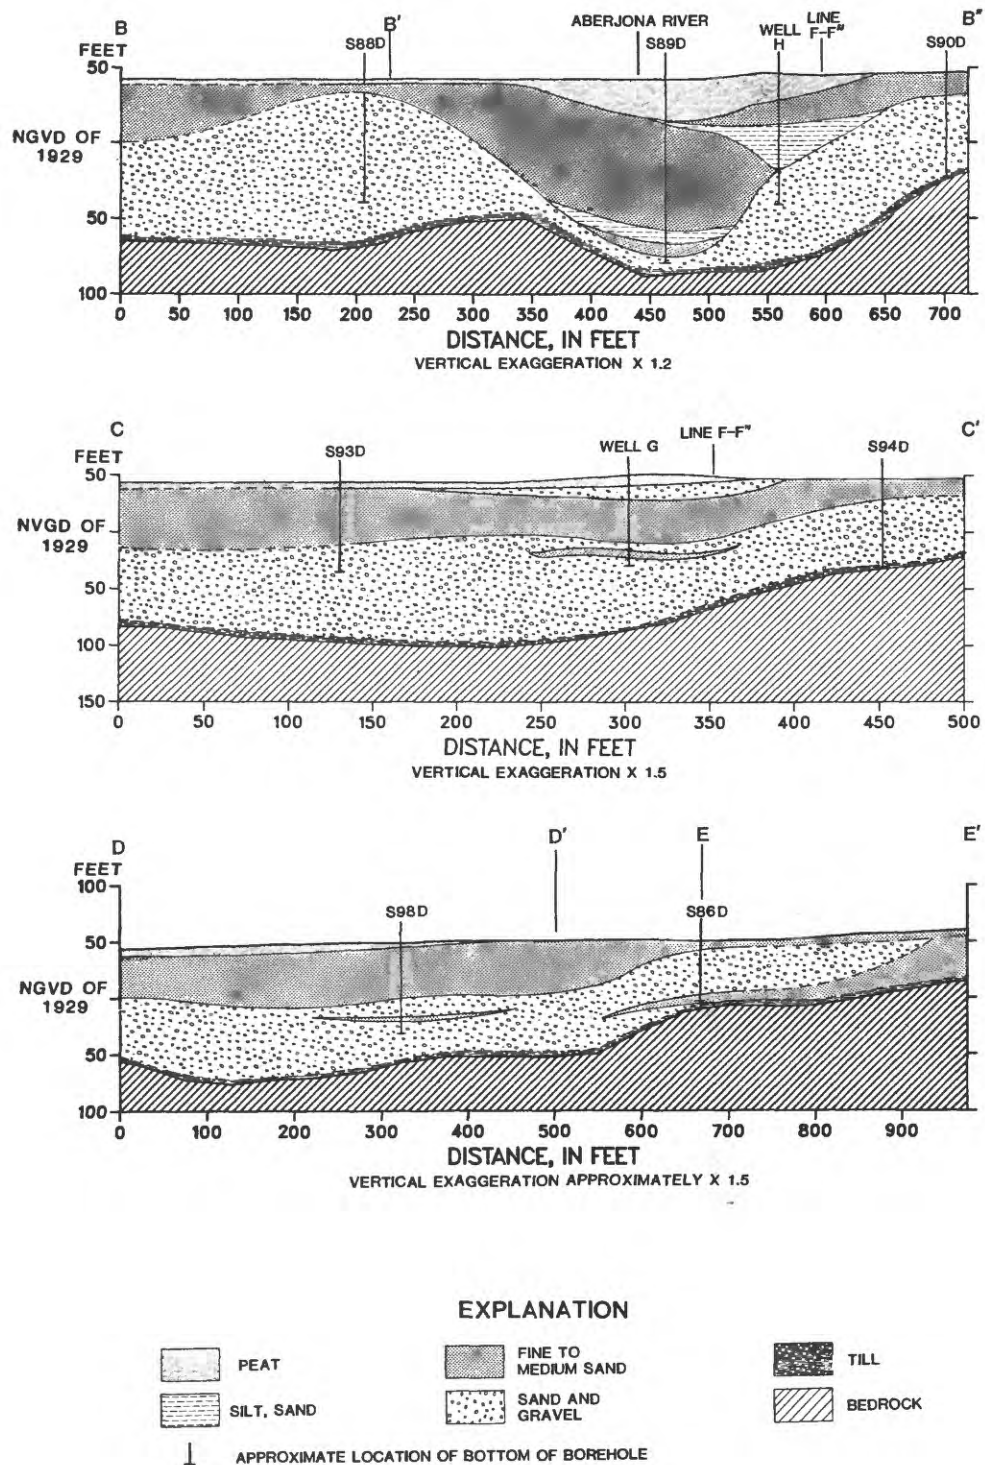 B B' ABERJONA RIVER LINE F-F" B"
FEET S88D S89D WELL H S90D
50
NGVD OF
1929
50
100
0 50 100 150 200 250 300 350 400 450 500 550 600 650 700
DISTANCE, IN FEET
VERTICAL EXAGGERATION X 1.2
C WELL G LINE F-F" C'
FEET S93D S94D
50
NVGD OF
1929
50
100
150
0 50 100 150 200 250 300 350 400 450 500
DISTANCE, IN FEET
VERTICAL EXAGGERATION X 1.5
D D' E E'
FEET
100
S98D S86D
50
NGVD OF
1929
50
100
0 100 200 300 400 500 600 700 800 900
DISTANCE, IN FEET
VERTICAL EXAGGERATION APPROXIMATELY X 1.5
EXPLANATION
PEAT
FINE TO
MEDIUM SAND
TILL
SILT, SAND
SAND AND
GRAVEL
BEDROCK
APPROXIMATE LOCATION OF BOTTOM OF BOREHOLE